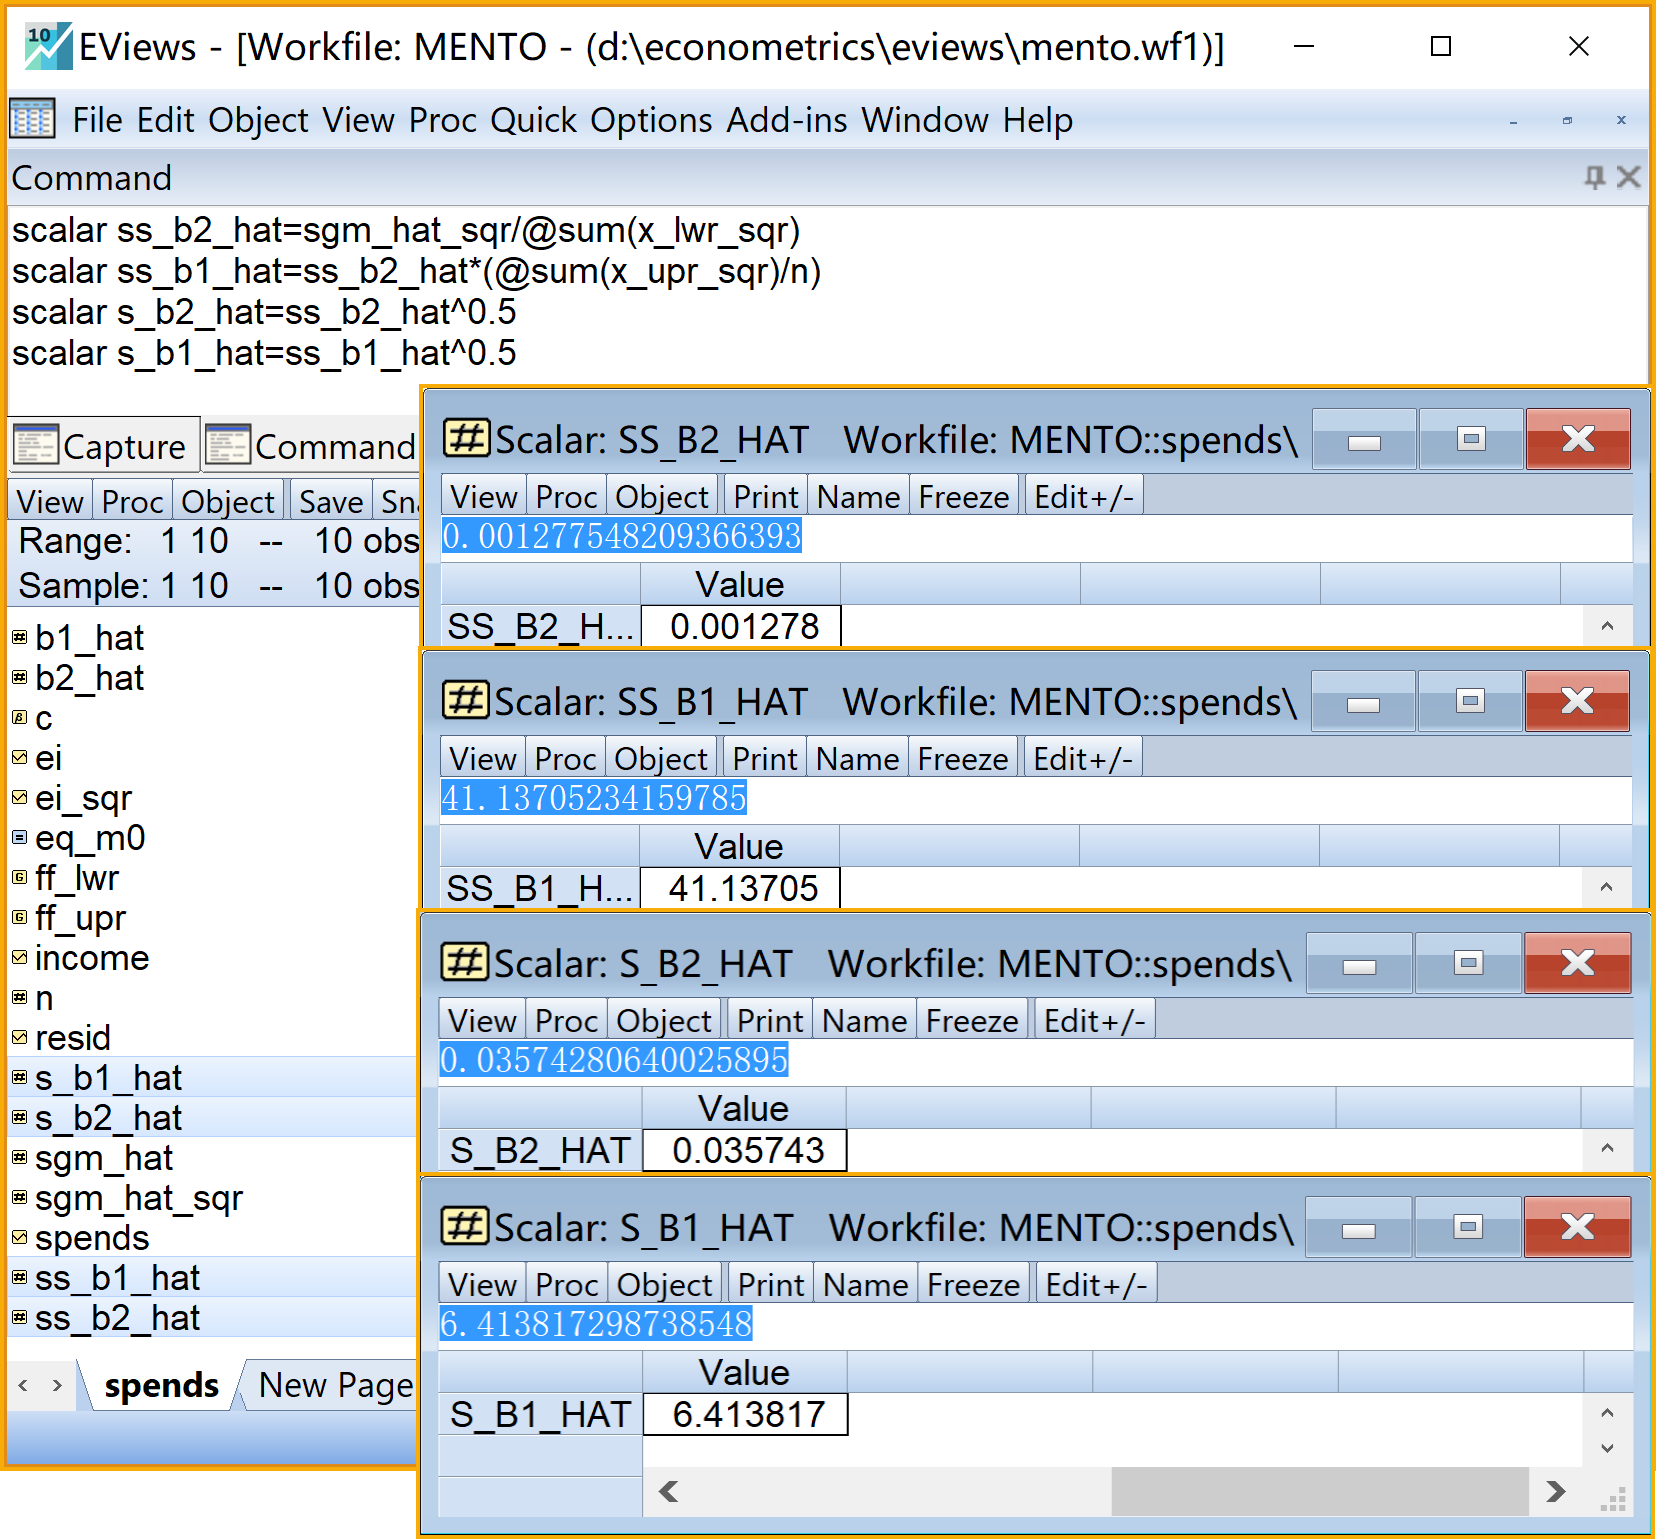 10 EViews - [Workfile: MENTO - (d:\econometrics\eviews\mento.wf1)]
File Edit Object View Proc Quick Options Add-ins Window Help
Command
scalar ss_b2_hat=sgm_hat_sqr/@sum(x_lwr_sqr)
scalar ss_b1_hat=ss_b2_hat*(@sum(x_upr_sqr)/n)
scalar s_b2_hat=ss_b2_hat^0.5
scalar s_b1_hat=ss_b1_hat^0.5
Capture Command
View Proc Object Save Sna
Range: 1 10 -- 10 obs
Sample: 1 10 -- 10 obs
b1_hat
b2_hat
c
ei
ei_sqr
eq_m0
ff_lwr
ff_upr
income
n
resid
s_b1_hat
s_b2_hat
sgm_hat
sgm_hat_sqr
spends
ss_b1_hat
ss_b2_hat
spends New Page
Scalar: SS_B2_HAT Workfile: MENTO::spends\
View Proc Object Print Name Freeze Edit+/-
0.001277548209366393
Value
SS_B2_H... 0.001278
Scalar: SS_B1_HAT Workfile: MENTO::spends\
View Proc Object Print Name Freeze Edit+/-
41.13705234159785
Value
SS_B1_H... 41.13705
Scalar: S_B2_HAT Workfile: MENTO::spends\
View Proc Object Print Name Freeze Edit+/-
0.03574280640025895
Value
S_B2_HAT 0.035743
Scalar: S_B1_HAT Workfile: MENTO::spends\
View Proc Object Print Name Freeze Edit+/-
6.413817298738548
Value
S_B1_HAT 6.413817